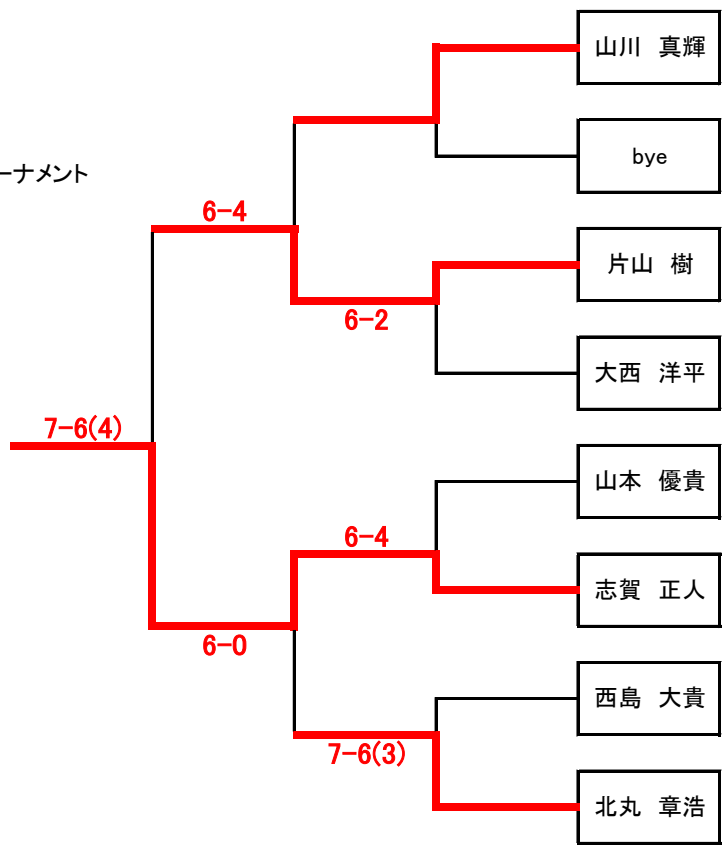 山川　真輝
bye
ーナメント
6-4
片山　樹
6-2
大西　洋平
7-6(4)
山本　優貴
6-4
志賀　正人
6-0
西島　大貴
7-6(3)
北丸　章浩